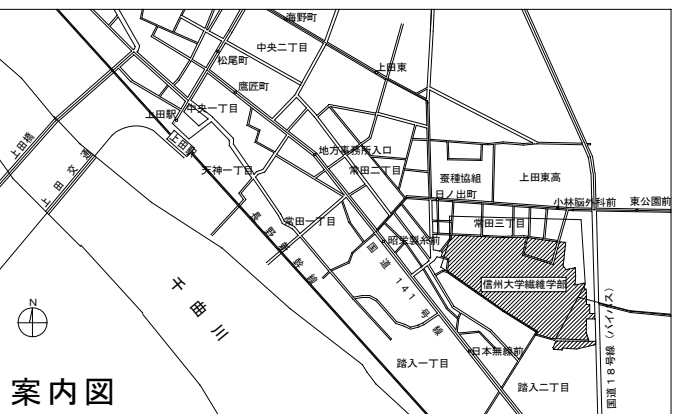 海野町
中央二丁目
松尾町
上田東
鷹匠町
上田駅
中央一丁目
上田駅
上田橋
上田交通
地方事務所入口
天神一丁目
常田二丁目
蚕種協組
上田東高
日ノ出町
小林脳外科前
東公園前
常田一丁目
常田三丁目
昭栄製糸前
長野新幹線
国道141号線
信州大学繊維学部
千曲川
N
日本無線前
踏入一丁目
踏入二丁目
国道18号線（バイパス）
案内図